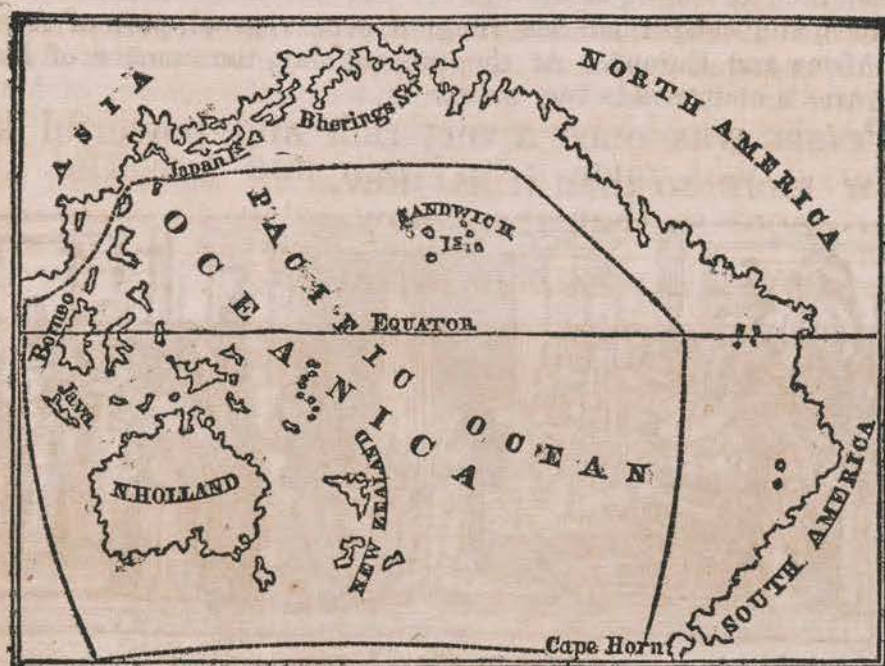 ASIA
NORTH AMERICA
Bherings St.
Japan Is.
PACIFIC OCEAN
OCEANICA
SANDWICH
IS.
EQUATOR
Borneo
Java
N. HOLLAND
NEW ZEALAND
SOUTH AMERICA
Cape Horn